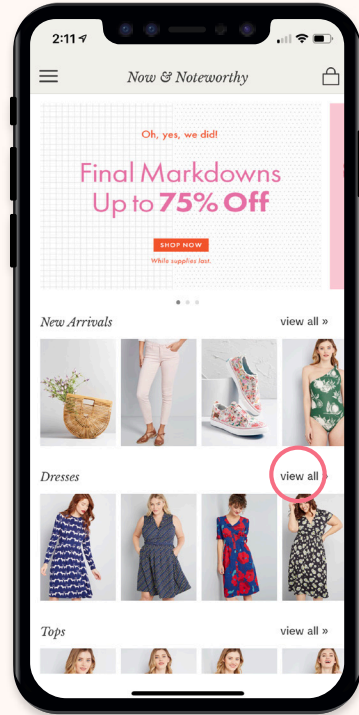 2:11
Now & Noteworthy
Oh, yes, we did!
Final Markdowns
Up to 75% Off
SHOP NOW
While supplies last.
New Arrivals
view all »
Dresses
view all »
Tops
view all »